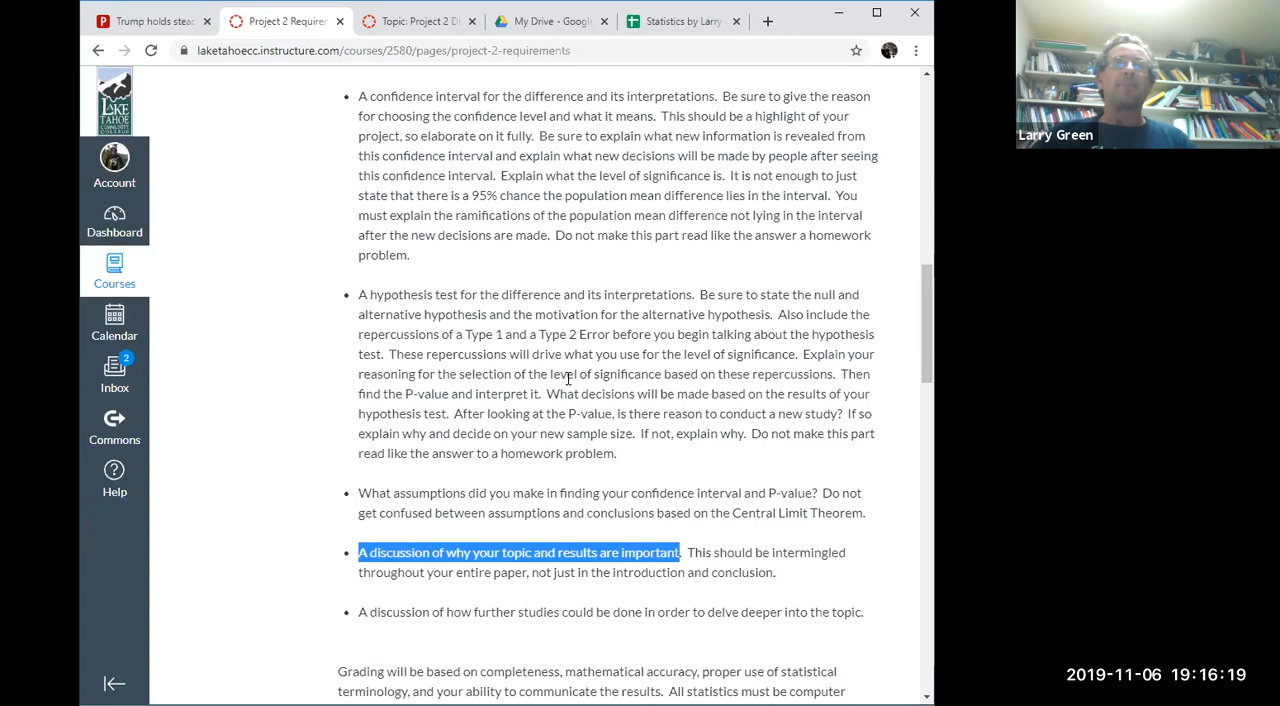 Trump holds steac
Project 2 Requirer
Topic: Project 2 D
My Drive - Google
Statistics by Larry
laketahoecc.instructure.com/courses/2580/pages/project-2-requirements
LAKE
TAHOE
COMMUNITY
COLLEGE
Account
Dashboard
Courses
Calendar
2
Inbox
Commons
Help
• A confidence interval for the difference and its interpretations. Be sure to give the reason
for choosing the confidence level and what it means. This should be a highlight of your
project, so elaborate on it fully. Be sure to explain what new information is revealed from
this confidence interval and explain what new decisions will be made by people after seeing
this confidence interval. Explain what the level of significance is. It is not enough to just
state that there is a 95% chance the population mean difference lies in the interval. You
must explain the ramifications of the population mean difference not lying in the interval
after the new decisions are made. Do not make this part read like the answer a homework
problem.
• A hypothesis test for the difference and its interpretations. Be sure to state the null and
alternative hypothesis and the motivation for the alternative hypothesis. Also include the
repercussions of a Type 1 and a Type 2 Error before you begin talking about the hypothesis
test. These repercussions will drive what you use for the level of significance. Explain your
reasoning for the selection of the level of significance based on these repercussions. Then
find the P-value and interpret it. What decisions will be made based on the results of your
hypothesis test. After looking at the P-value, is there reason to conduct a new study? If so
explain why and decide on your new sample size. If not, explain why. Do not make this part
read like the answer to a homework problem.
• What assumptions did you make in finding your confidence interval and P-value? Do not
get confused between assumptions and conclusions based on the Central Limit Theorem.
• A discussion of why your topic and results are important. This should be intermingled
throughout your entire paper, not just in the introduction and conclusion.
• A discussion of how further studies could be done in order to delve deeper into the topic.
Grading will be based on completeness, mathematical accuracy, proper use of statistical
terminology, and your ability to communicate the results. All statistics must be computer
Larry Green
2019-11-06 19:16:19